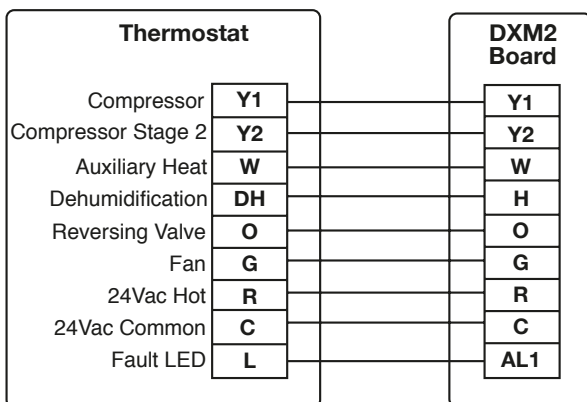 Thermostat
DXM2
Board
Compressor Y1 Y1
Compressor Stage 2 Y2 Y2
Auxiliary Heat W W
Dehumidification DH H
Reversing Valve O O
Fan G G
24Vac Hot R R
24Vac Common C C
Fault LED L AL1